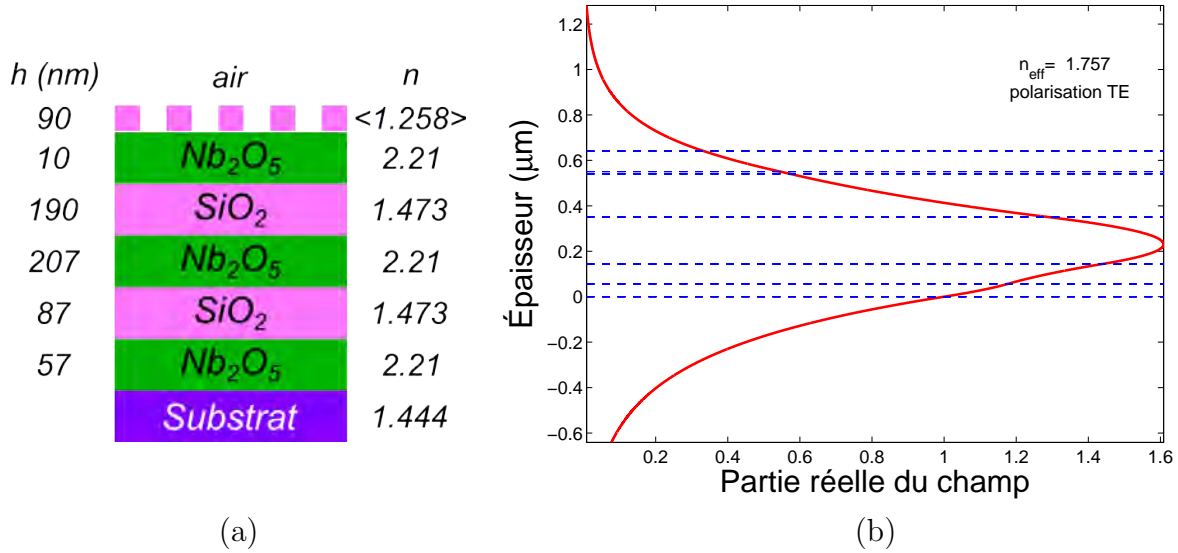 h (nm) air n
90 <1.258>
10 Nb₂O₅ 2.21
190 SiO₂ 1.473
207 Nb₂O₅ 2.21
87 SiO₂ 1.473
57 Nb₂O₅ 2.21
Substrat 1.444
(a)
Épaisseur (μm)
1.2
1
0.8
0.6
0.4
0.2
0
−0.2
−0.4
−0.6
n_eff= 1.757
polarisation TE
0.2 0.4 0.6 0.8 1 1.2 1.4 1.6
Partie réelle du champ
(b)